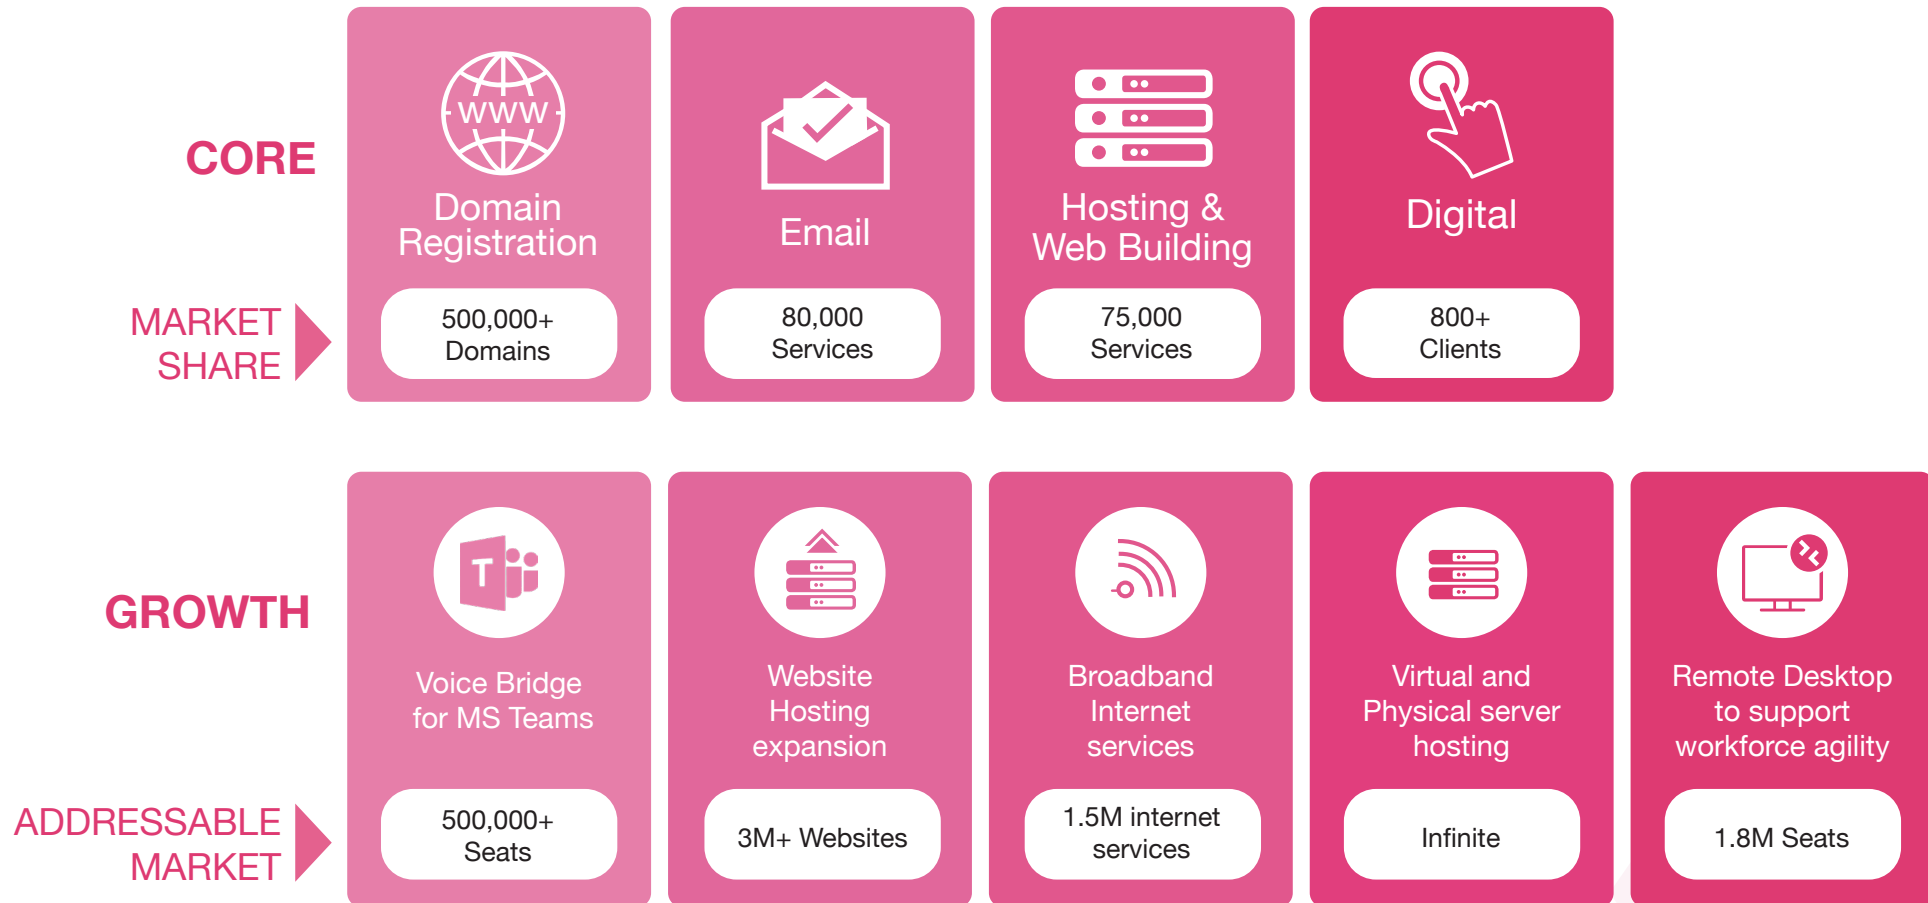 CORE
WWW
Domain
Registration
Email
Hosting &
Web Building
Digital
MARKET
SHARE
500,000+
Domains
80,000
Services
75,000
Services
800+
Clients
GROWTH
T
Voice Bridge
for MS Teams
Website
Hosting
expansion
Broadband
Internet
services
Virtual and
Physical server
hosting
Remote Desktop
to support
workforce agility
ADDRESSABLE
MARKET
500,000+
Seats
3M+ Websites
1.5M internet
services
Infinite
1.8M Seats